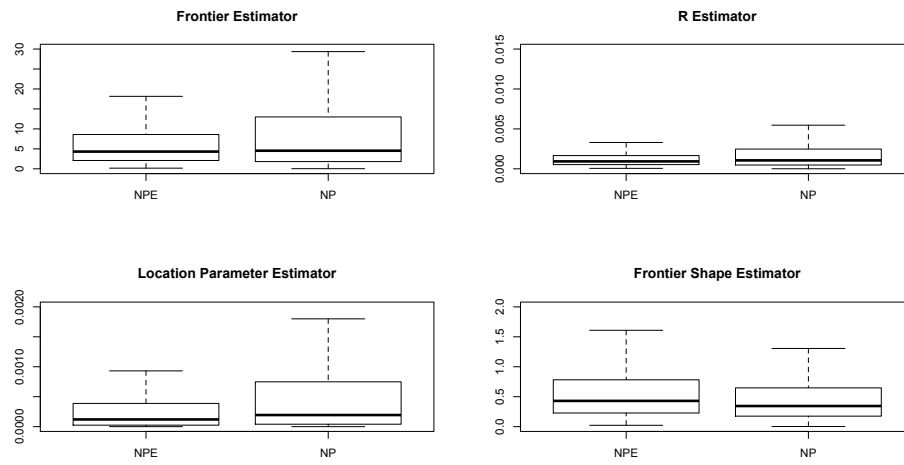 Frontier Estimator
30
20
10
5
0
NPE NP
R Estimator
0.015
0.010
0.005
0.000
NPE NP
Location Parameter Estimator
0.0020
0.0010
0.0000
NPE NP
Frontier Shape Estimator
2.0
1.5
1.0
0.5
0.0
NPE NP